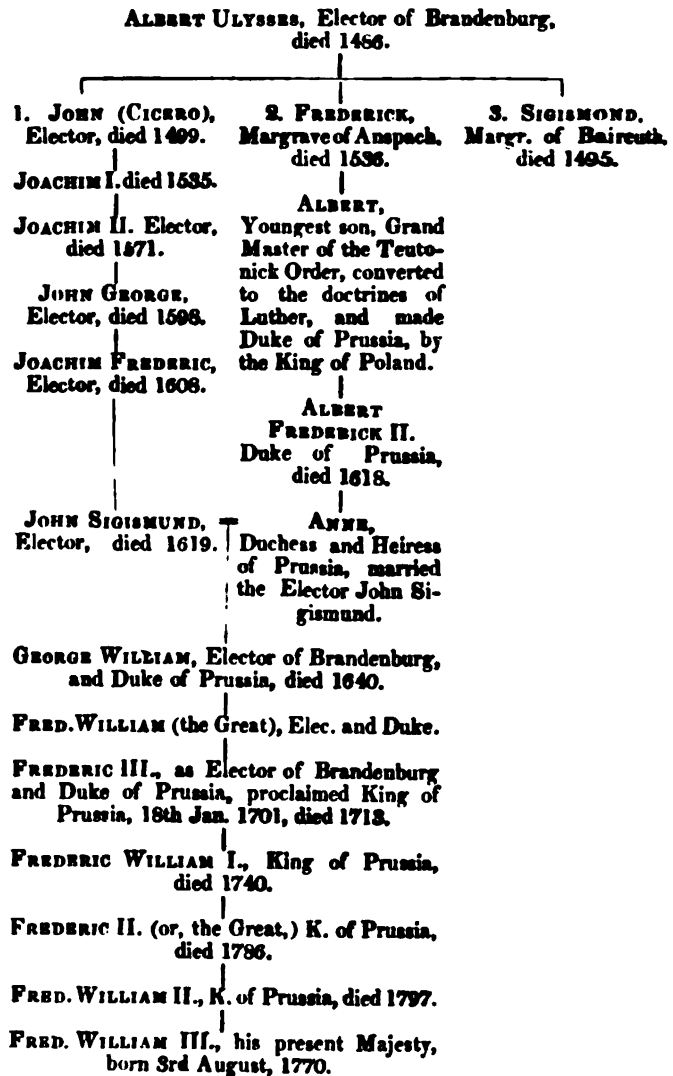 ALBERT ULYSSES, Elector of Brandenburg,
died 1486.
1. JOHN (CICERO),
Elector, died 1499.
JOACHIM I. died 1535.
JOACHIM II. Elector,
died 1571.
JOHN GEORGE,
Elector, died 1598.
JOACHIM FREDERIC,
Elector, died 1608.
JOHN SIGISMUND,
Elector, died 1619.
2. FREDERICK,
Margrave of Anspach,
died 1536.
ALBERT,
Youngest son, Grand
Master of the Teuto-
nick Order, converted
to the doctrines of
Luther, and made
Duke of Prussia, by
the King of Poland.
ALBERT
FREDERICK II.
Duke of Prussia,
died 1618.
ANNE,
Duchess and Heiress
of Prussia, married
the Elector John Si-
gismund.
3. SIGISMOND,
Margr. of Baireuth,
died 1495.
GEORGE WILLIAM, Elector of Brandenburg,
and Duke of Prussia, died 1640.
FRED. WILLIAM (the Great), Elec. and Duke.
FREDERIC III., as Elector of Brandenburg
and Duke of Prussia, proclaimed King of
Prussia, 18th Jan. 1701, died 1713.
FREDERIC WILLIAM I., King of Prussia,
died 1740.
FREDERIC II. (or, the Great,) K. of Prussia,
died 1786.
FRED. WILLIAM II., K. of Prussia, died 1797.
FRED. WILLIAM III., his present Majesty,
born 3rd August, 1770.